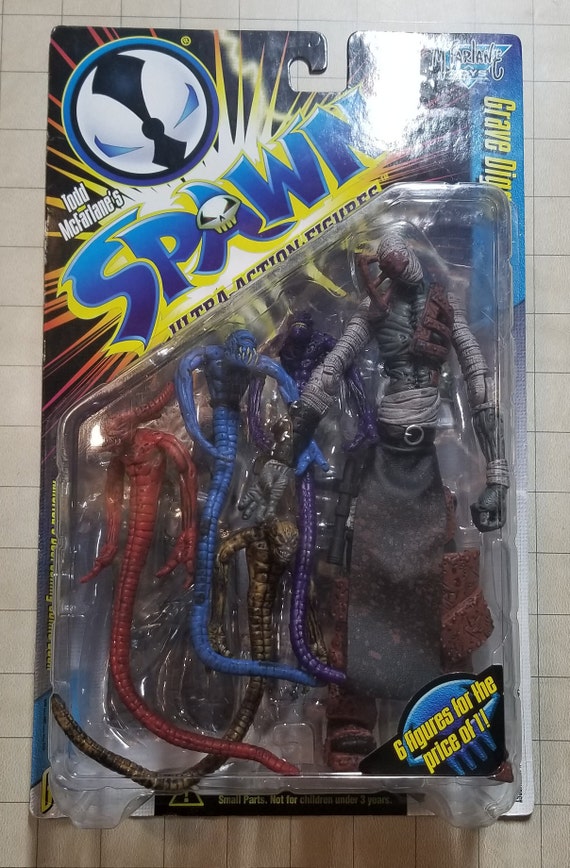 McFARLANE
TOYS
Todd
McFarlane's
SPAWN
ULTRA-ACTION FIGURES
Grave Dig
6 figures for the
price of 1!
Small Parts. Not for children under 3 years.